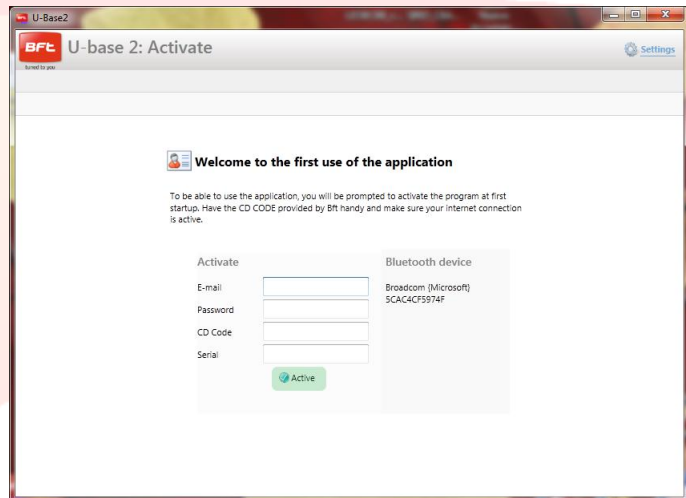 U-Base2
BFt
tuned to you
U-base 2: Activate
Settings
Welcome to the first use of the application
To be able to use the application, you will be prompted to activate the program at first
startup. Have the CD CODE provided by Bft handy and make sure your internet connection
is active.
Activate
Bluetooth device
E-mail
Broadcom (Microsoft)
5CAC4CF5974F
Password
CD Code
Serial
Active